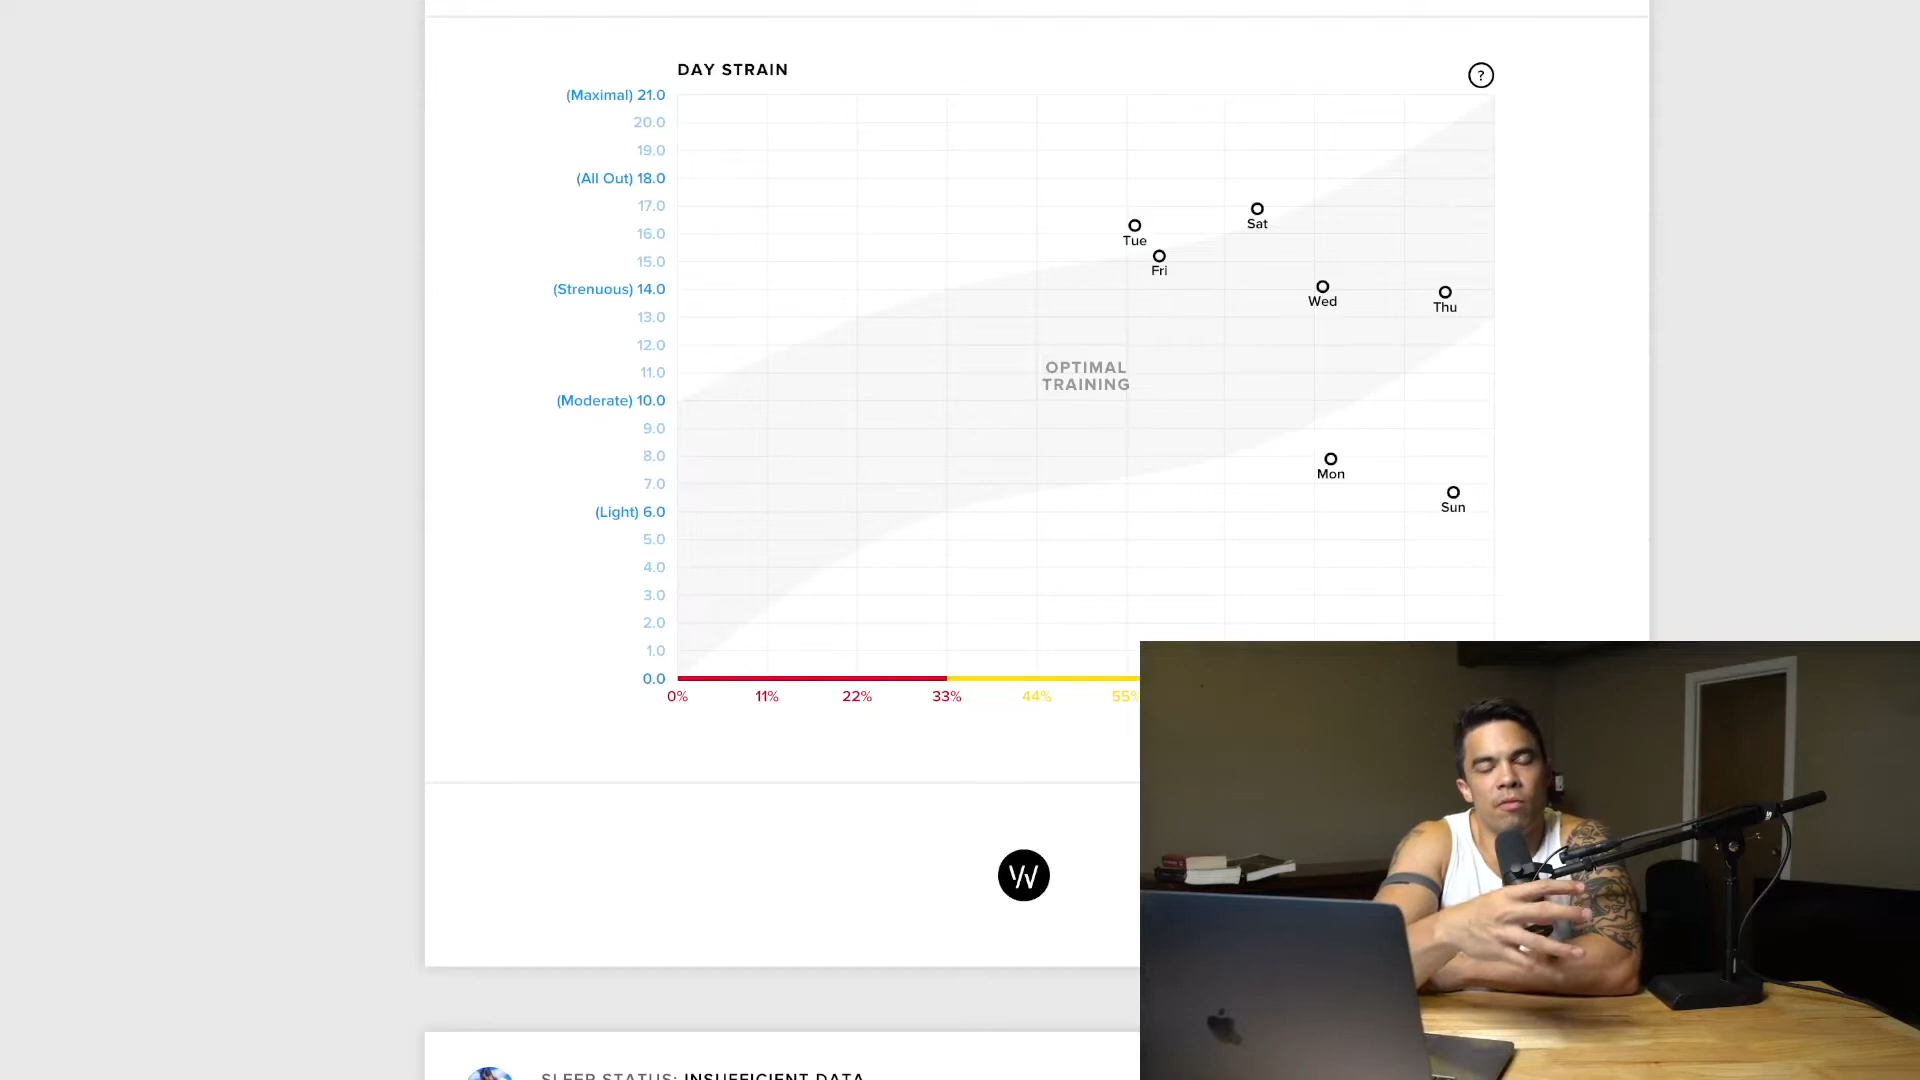 DAY STRAIN
?
(Maximal) 21.0
20.0
19.0
(All Out) 18.0
17.0
16.0
15.0
(Strenuous) 14.0
13.0
12.0
11.0
(Moderate) 10.0
9.0
8.0
7.0
(Light) 6.0
5.0
4.0
3.0
2.0
1.0
0.0
Tue
Sat
Fri
Wed
Thu
OPTIMAL
TRAINING
Mon
Sun
0% 11% 22% 33% 44% 55%
W
SLEEP STATUS: INSUFFICIENT DATA